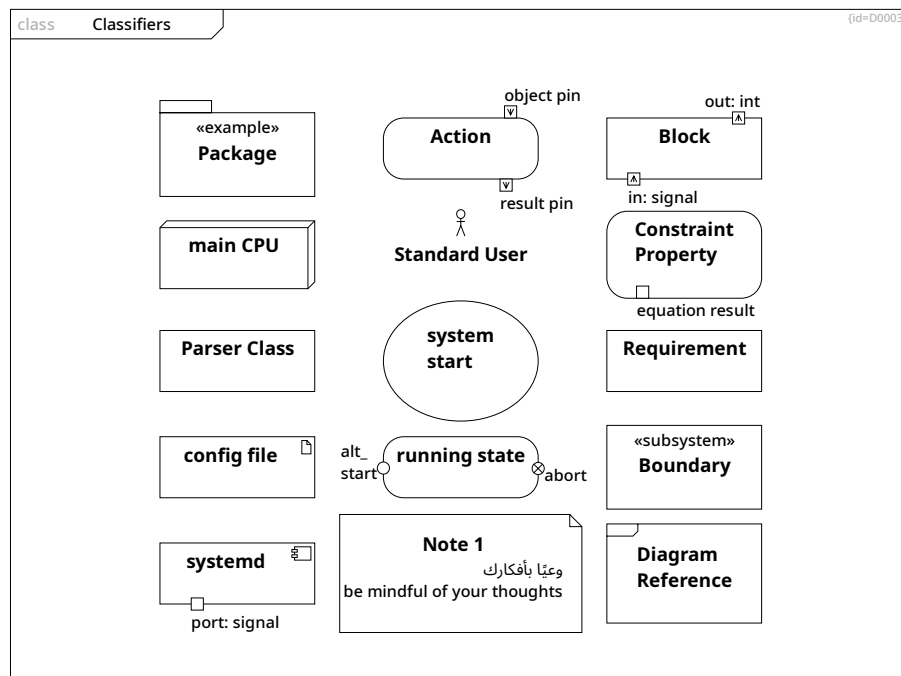 class Classifiers
{id=D0003
«example»
Package
object pin
Action
result pin
out: int
Block
in: signal
main CPU
Standard User
Constraint
Property
equation result
Parser Class
system
start
Requirement
config file
alt_
start
running state
abort
«subsystem»
Boundary
systemd
port: signal
Note 1
وعيًا بأفكارك
be mindful of your thoughts
Diagram
Reference